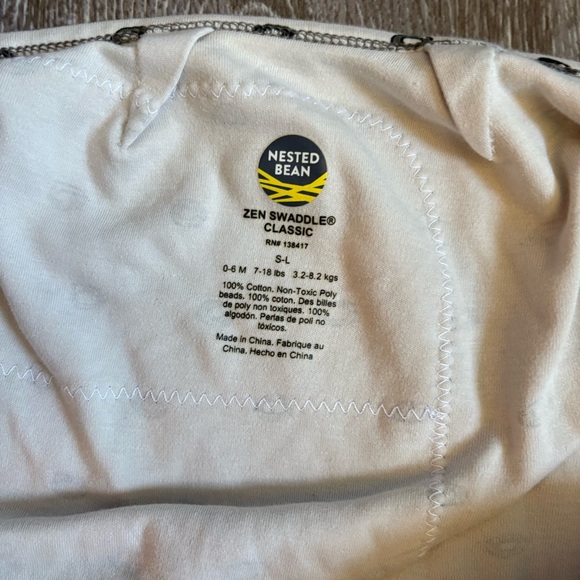 NESTED
BEAN
ZEN SWADDLE®
CLASSIC
RN# 138417
S-L
0-6 M 7-18 lbs 3.2-8.2 kgs
100% Cotton. Non-Toxic Poly
beads. 100% coton. Des billes
de poly non toxiques. 100%
algodón. Perlas de poli no
tóxicos.
Made in China. Fabrique au
China. Hecho en China